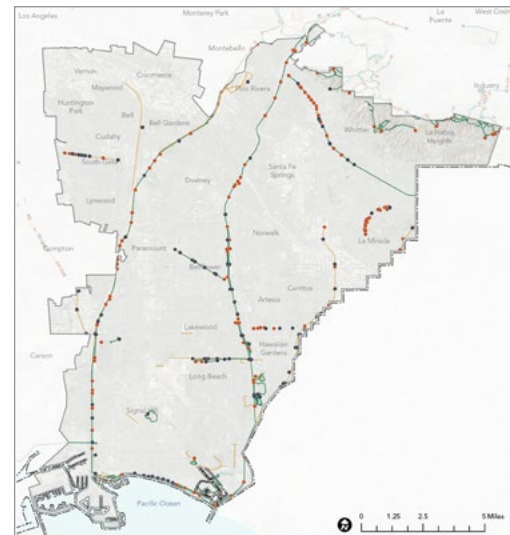 Los Angeles
Monterey Park
La Puente
West Covina
Montebello
Vernon
Commerce
Maywood
Pico Rivera
Industry
Huntington Park
Bell
Bell Gardens
Whittier
La Habra Heights
Cudahy
South Gate
Downey
Santa Fe Springs
Lynwood
Compton
Paramount
Norwalk
La Mirada
Bellflower
Cerritos
Artesia
Carson
Lakewood
Hawaiian Gardens
Long Beach
Signal Hill
Pacific Ocean
0 1.25 2.5 5 Miles